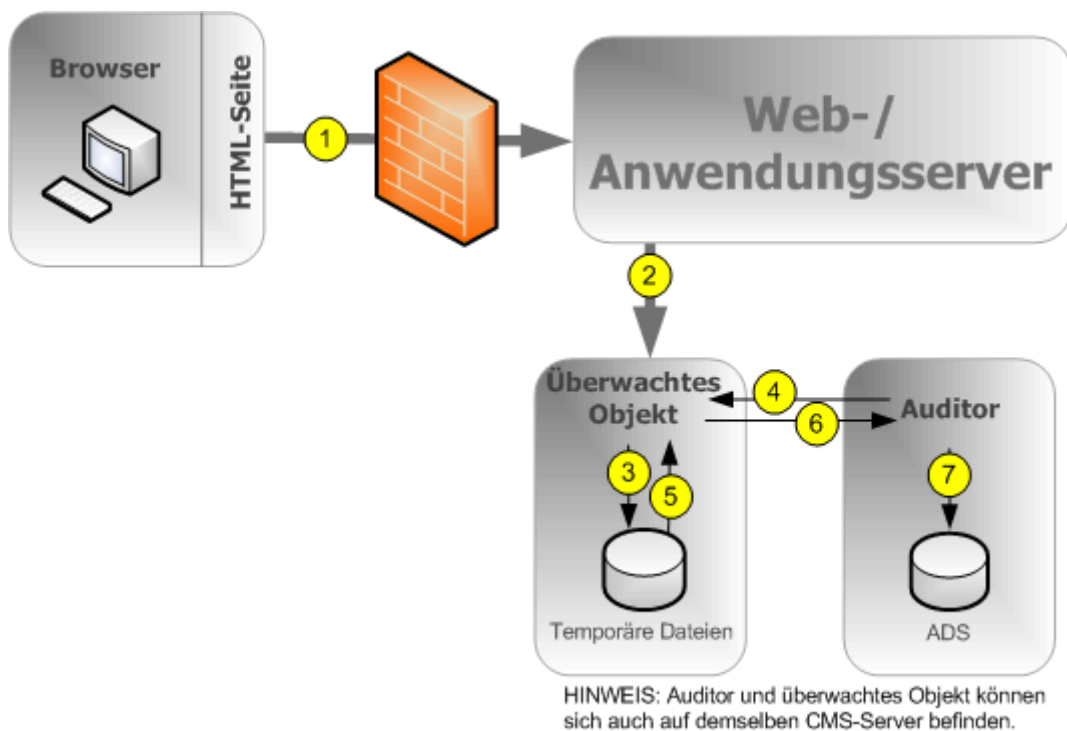 Browser
HTML-Seite
1
Web-/
Anwendungsserver
2
Überwachtes
Objekt
4
6
Auditor
3
5
7
Temporäre Dateien
ADS
HINWEIS: Auditor und überwachtes Objekt können
sich auch auf demselben CMS-Server befinden.